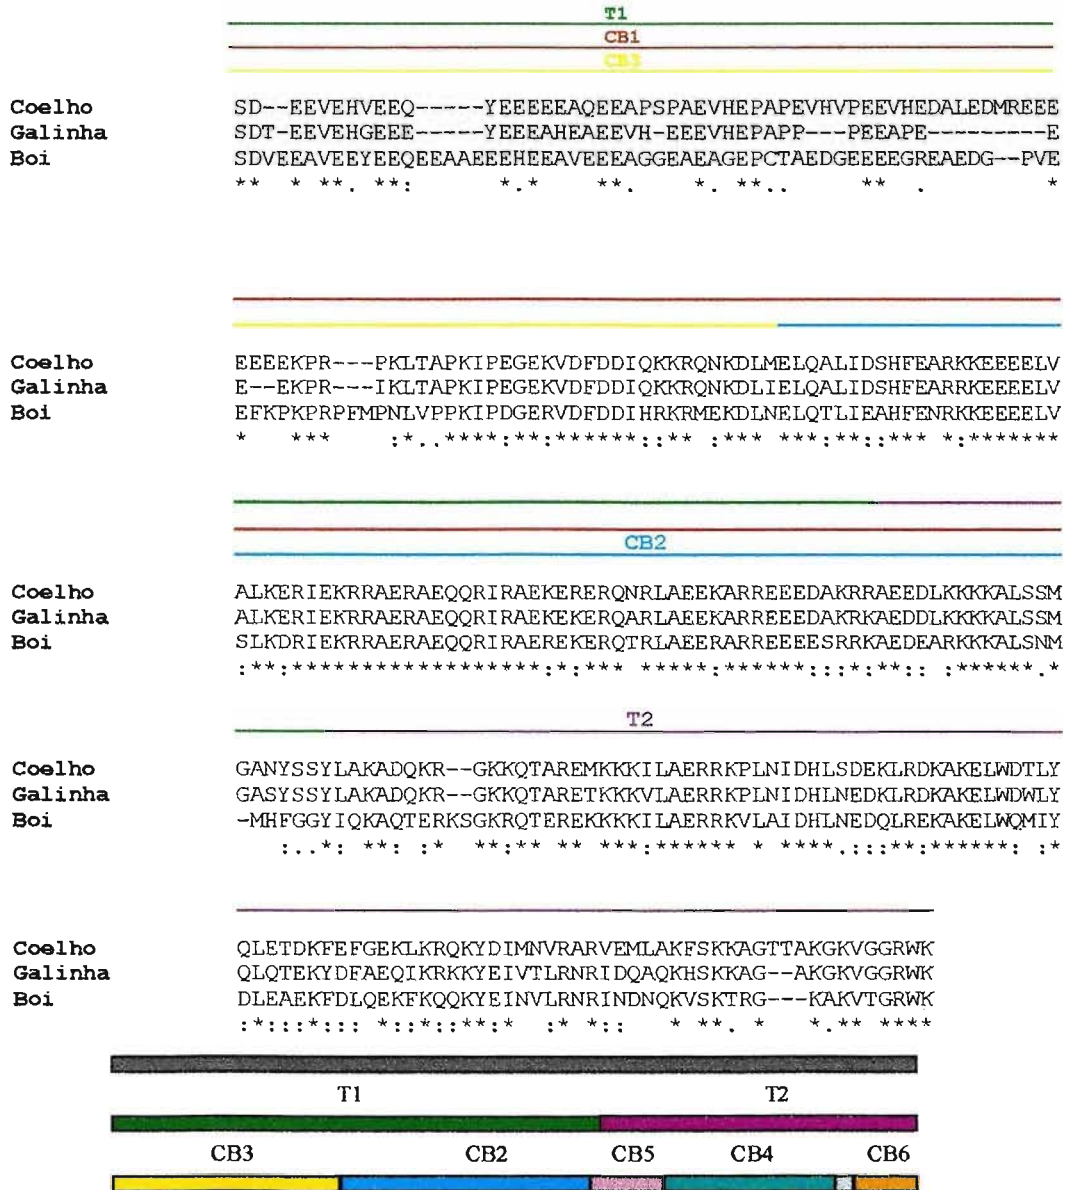 T1
CB1
CB3
Coelho SD--EEVEHVEEQ-----YEEEEEAQEEAPSPAEVHEPAPEVHVPEEVHEDALEDMREEE
Galinha SDT-EEVEHGEEE-----YEEEAHEAEEVH-EEEVHEPAPP---PEEAPE---------E
Boi SDVEEAVEEYEEQEEAAEEEHEEAVEEEAGGEAEAGEPCTAEDGEEEEGREAEDG--PVE
** * **. **: *.* **. *. **.. ** . *
Coelho EEEEKPR---PKLTAPKIPEGEKVDFDDIQKKRQNKDLMELQALIDSHFEARKKEEEELV
Galinha E--EKPR---IKLTAPKIPEGEKVDFDDIQKKRQNKDLIELQALIDSHFEARRKEEEELV
Boi EFKPKPRPFMPNLVPPKIPDGERVDFDDIHRKRMEKDLNELQTLIEAHFENRKKEEEELV
* *** :*..****:**:******::** :*** ***:**::*** *:*******
CB2
Coelho ALKERIEKRRAERAEQQRIRAEKERERQNRLAEEKARREEEDAKRRAEEDLKKKKALSSM
Galinha ALKERIEKRRAERAEQQRIRAEKEKERQARLAEEKARREEEDAKRKAEDDLKKKKALSSM
Boi SLKDRIEKRRAERAEQQRIRAEREKERQTRLAEERARREEEESRRKAEDEARKKKALSNM
:**:******************:*:*** *****:******:::*:**:: :******.*
T2
Coelho GANYSSYLAKADQKR--GKKQTAREMKKKILAERRKPLNIDHLSDEKLRDKAKELWDTLY
Galinha GASYSSYLAKADQKR--GKKQTARETKKKVLAERRKPLNIDHLNEDKLRDKAKELWDWLY
Boi -MHFGGYIQKAQTERKSGKRQTEREKKKKILAERRKVLAIDHLNEDQLREKAKELWQMIY
:..*: **: :* **:** ** ***:****** * ****.:::**:******: :*
Coelho QLETDKFEFGEKLKRQKYDIMNVRARVEMLAKFSKKAGTTAKGKVGGRWK
Galinha QLQTEKYDFAEQIKRKKYEIVTLRNRIDQAQKHSKKAG--AKGKVGGRWK
Boi DLEAEKFDLQEKFKQQKYEINVLRNRINDNQKVSKTRG---KAKVTGRWK
:*:::*::: *::*::**:* :* *:: * **. * *.** ****
T1 T2
CB3 CB2 CB5 CB4 CB6